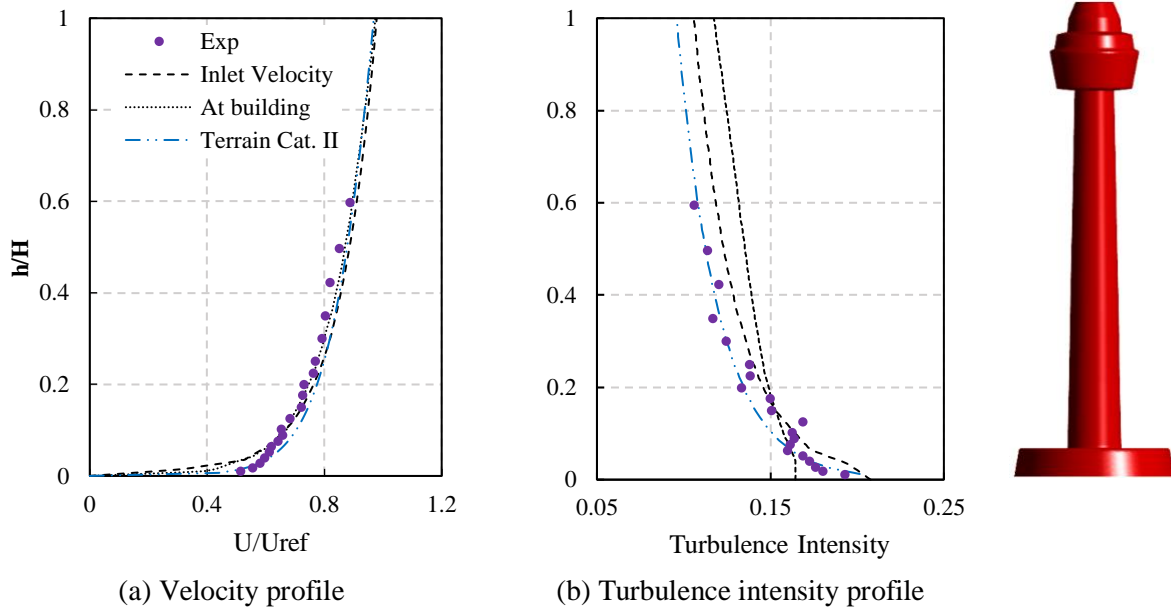 1
0.8
0.6
0.4
0.2
0
h/H
Exp
Inlet Velocity
At building
Terrain Cat. II
0 0.4 0.8 1.2
U/Uref
(a) Velocity profile
1
0.8
0.6
0.4
0.2
0
0.05 0.15 0.25
Turbulence Intensity
(b) Turbulence intensity profile